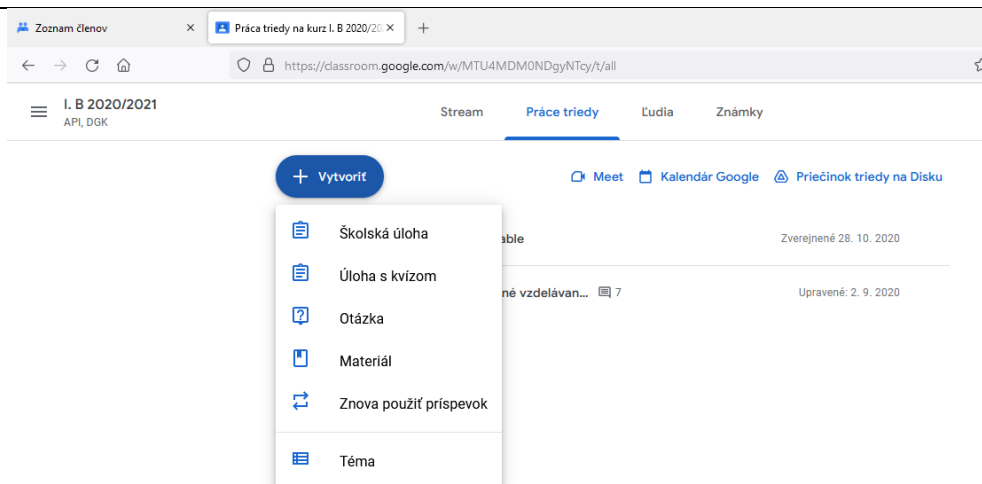 Zoznam členov
Práca triedy na kurz I. B 2020/20
https://classroom.google.com/w/MTU4MDM0NDgyNTcy/t/all
I. B 2020/2021
API, DGK
Stream Práce triedy Ľudia Známky
Vytvoriť
Meet Kalendár Google Priečinok triedy na Disku
Školská úloha
able Zverejnené 28. 10. 2020
Úloha s kvízom
né vzdelávan... 7 Upravené: 2. 9. 2020
Otázka
Materiál
Znova použiť príspevok
Téma